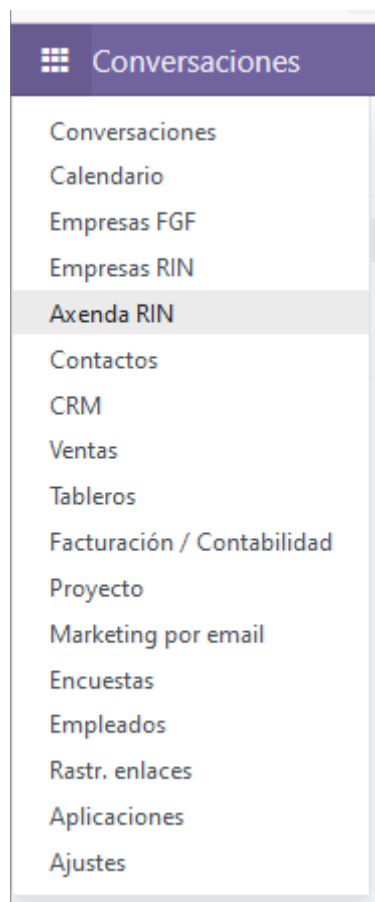 Conversaciones
Conversaciones
Calendario
Empresas FGF
Empresas RIN
Axenda RIN
Contactos
CRM
Ventas
Tableros
Facturación / Contabilidad
Proyecto
Marketing por email
Encuestas
Empleados
Rastr. enlaces
Aplicaciones
Ajustes